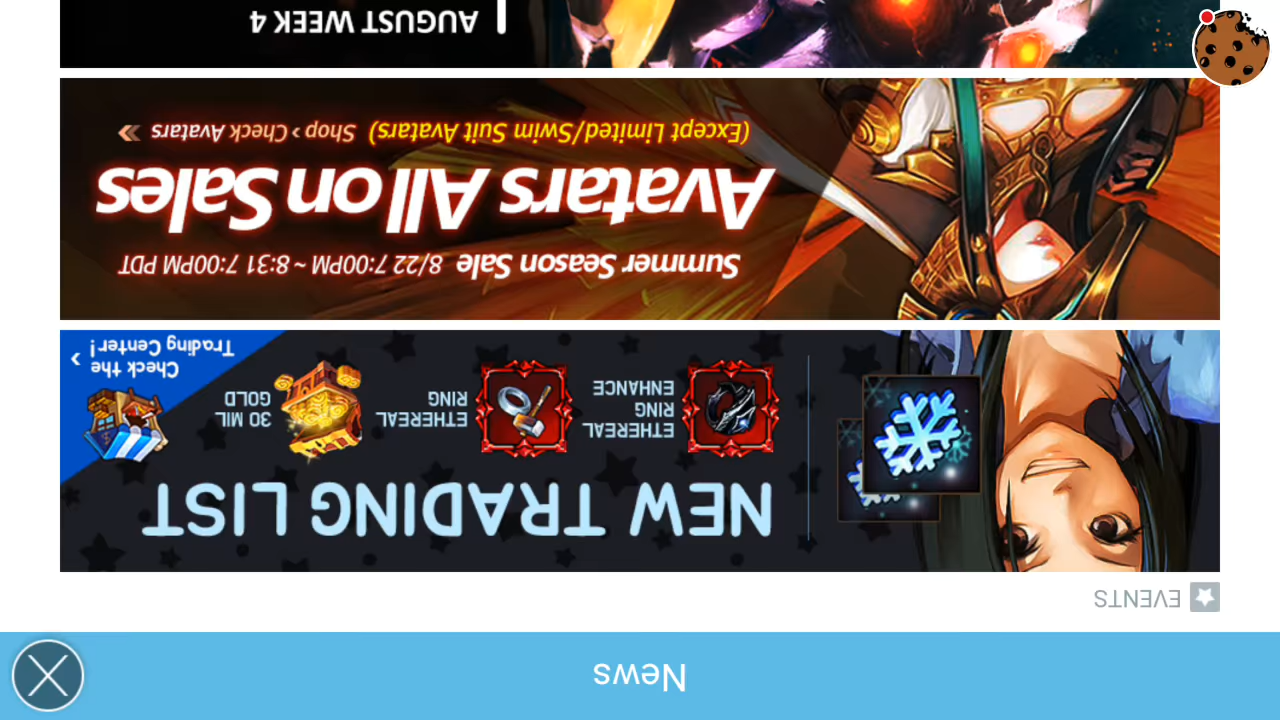 News
EVENTS
NEW TRADING LIST
ETHEREAL
RING
ENHANCE
ETHEREAL
RING
30 MIL
GOLD
Check the
Trading Center!
Summer Season Sale 8/22 7:00PM ~ 8:31 7:00PM PDT
Avatars All on Sales
(Except Limited/Swim Suit Avatars) Shop › Check Avatars
AUGUST WEEK 4